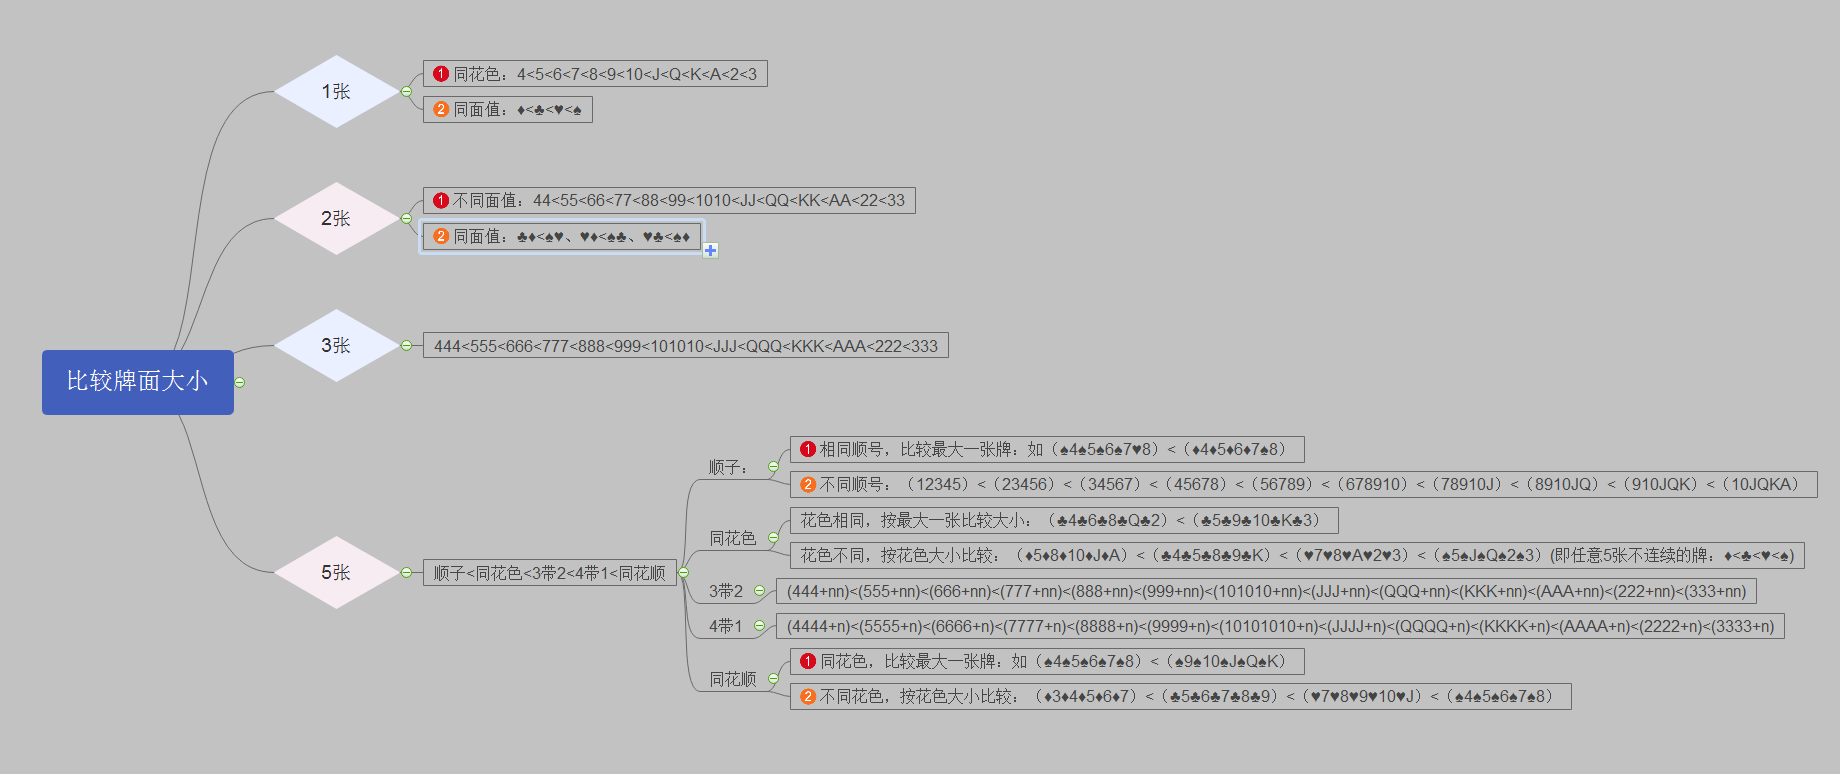 比较牌面大小
1张
1 同花色：4<5<6<7<8<9<10<J<Q<K<A<2<3
2 同面值：♦<♣<♥<♠
2张
1 不同面值：44<55<66<77<88<99<1010<JJ<QQ<KK<AA<22<33
2 同面值：♣♦<♠♥、♥♦<♠♣、♥♣<♠♦
3张
444<555<666<777<888<999<101010<JJJ<QQQ<KKK<AAA<222<333
5张
顺子<同花色<3带2<4带1<同花顺
顺子：
1 相同顺号，比较最大一张牌：如（♠4♠5♠6♠7♥8）<（♦4♦5♦6♦7♠8）
2 不同顺号：（12345）<（23456）<（34567）<（45678）<（56789）<（678910）<（78910J）<（8910JQ）<（910JQK）<（10JQKA）
同花色
花色相同，按最大一张比较大小：（♣4♣6♣8♣Q♣2）<（♣5♣9♣10♣K♣3）
花色不同，按花色大小比较：（♦5♦8♦10♦J♦A）<（♣4♣5♣8♣9♣K）<（♥7♥8♥A♥2♥3）<（♠5♠J♠Q♠2♠3）(即任意5张不连续的牌：♦<♣<♥<♠)
3带2
(444+nn)<(555+nn)<(666+nn)<(777+nn)<(888+nn)<(999+nn)<(101010+nn)<(JJJ+nn)<(QQQ+nn)<(KKK+nn)<(AAA+nn)<(222+nn)<(333+nn)
4带1
(4444+n)<(5555+n)<(6666+n)<(7777+n)<(8888+n)<(9999+n)<(10101010+n)<(JJJJ+n)<(QQQQ+n)<(KKKK+n)<(AAAA+n)<(2222+n)<(3333+n)
同花顺
1 同花色，比较最大一张牌：如（♠4♠5♠6♠7♠8）<（♠9♠10♠J♠Q♠K）
2 不同花色，按花色大小比较：（♦3♦4♦5♦6♦7）<（♣5♣6♣7♣8♣9）<（♥7♥8♥9♥10♥J）<（♠4♠5♠6♠7♠8）